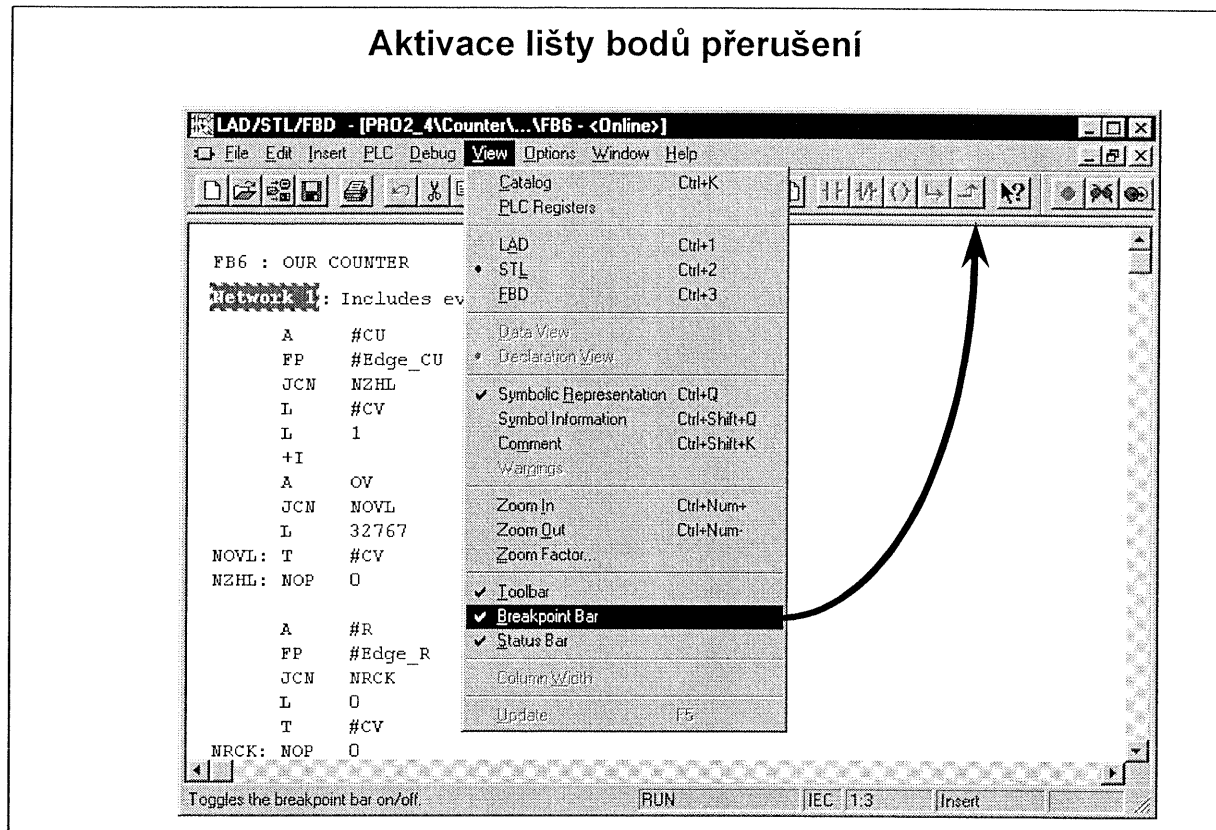 Aktivace lišty bodů přerušení
LAD/STL/FBD - [PRO2_4\Counter\...\FB6 - <Online>]
File Edit Insert PLC Debug View Options Window Help
Catalog Ctrl+K
PLC Registers
LAD Ctrl+1
STL Ctrl+2
FBD Ctrl+3
Data View
Declaration View
Symbolic Representation Ctrl+Q
Symbol Information Ctrl+Shift+Q
Comment Ctrl+Shift+K
Warnings
Zoom In Ctrl+Num+
Zoom Out Ctrl+Num-
Zoom Factor...
Toolbar
Breakpoint Bar
Status Bar
Column Width
Update F5
FB6 : OUR COUNTER
Network 1: Includes ev
A #CU
FP #Edge_CU
JCN NZHL
L #CV
L 1
+I
A OV
JCN NOVL
L 32767
NOVL: T #CV
NZHL: NOP 0
A #R
FP #Edge_R
JCN NRCK
L 0
T #CV
NRCK: NOP 0
Toggles the breakpoint bar on/off. RUN IEC 1:3 Insert